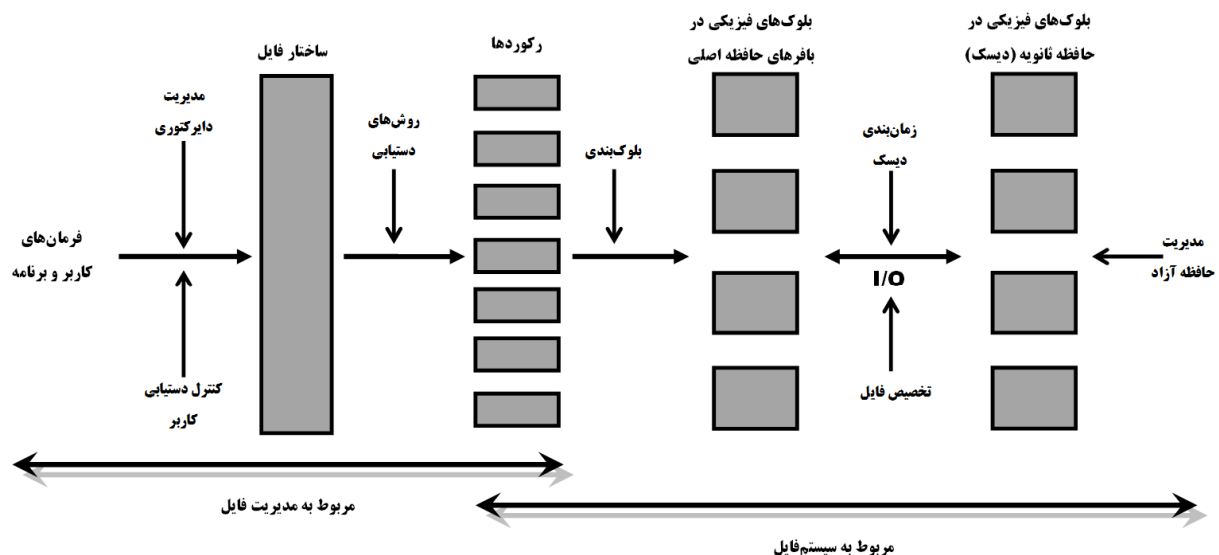 ساختار فایل
رکوردها
بلوک‌های فیزیکی در
بافرهای حافظه اصلی
بلوک‌های فیزیکی در
حافظه ثانویه (دیسک)
مدیریت
دایرکتوری
روش‌های
دستیابی
بلوک‌بندی
زمان‌بندی
دیسک
فرمان‌های
کاربر و برنامه
I/O
مدیریت
حافظه آزاد
کنترل دستیابی
کاربر
تخصیص فایل
مربوط به مدیریت فایل
مربوط به سیستم‌فایل